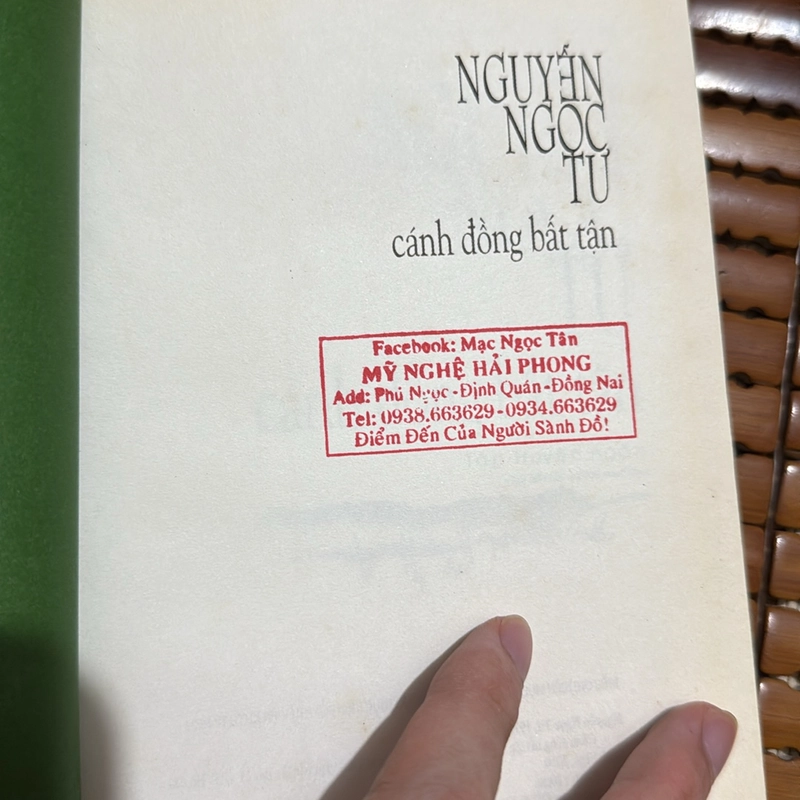 NGUYỄN
NGỌC
TƯ
cánh đồng bất tận
Facebook: Mạc Ngọc Tân
MỸ NGHỆ HẢI PHONG
Add: Phú Ngọc - Định Quán - Đồng Nai
Tel: 0938.663629 - 0934.663629
Điểm Đến Của Người Sành Đồ!